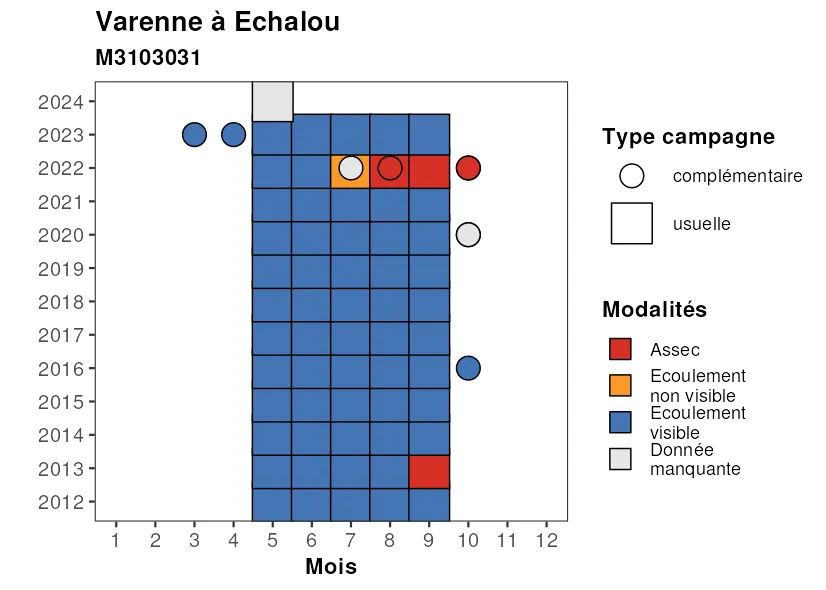 Varenne à Echalou
M3103031
2024
2023
2022
2021
2020
2019
2018
2017
2016
2015
2014
2013
2012
1 2 3 4 5 6 7 8 9 10 11 12
Mois
Type campagne
complémentaire
usuelle
Modalités
Assec
Ecoulement
non visible
Ecoulement
visible
Donnée
manquante